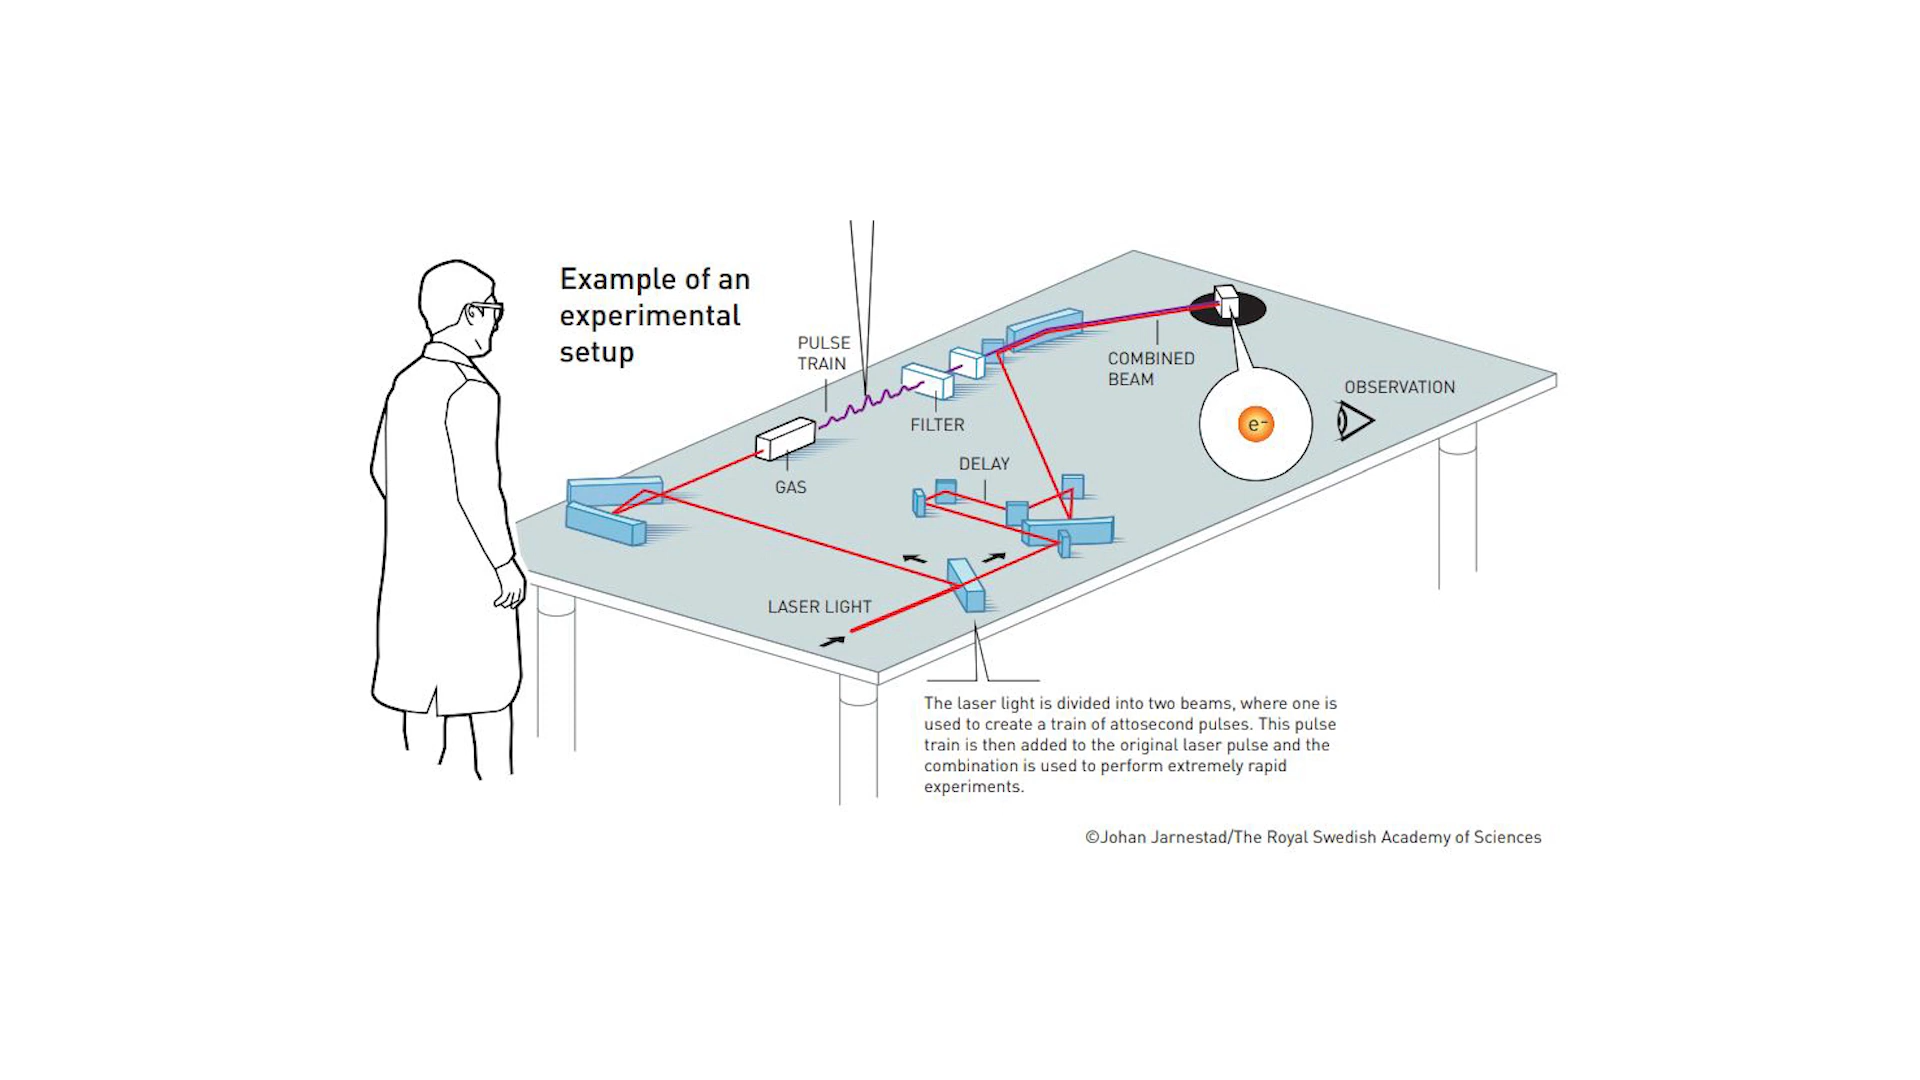 Example of an
experimental
setup
PULSE
TRAIN
FILTER
GAS
DELAY
COMBINED
BEAM
OBSERVATION
e-
LASER LIGHT
The laser light is divided into two beams, where one is
used to create a train of attosecond pulses. This pulse
train is then added to the original laser pulse and the
combination is used to perform extremely rapid
experiments.
©Johan Jarnestad/The Royal Swedish Academy of Sciences